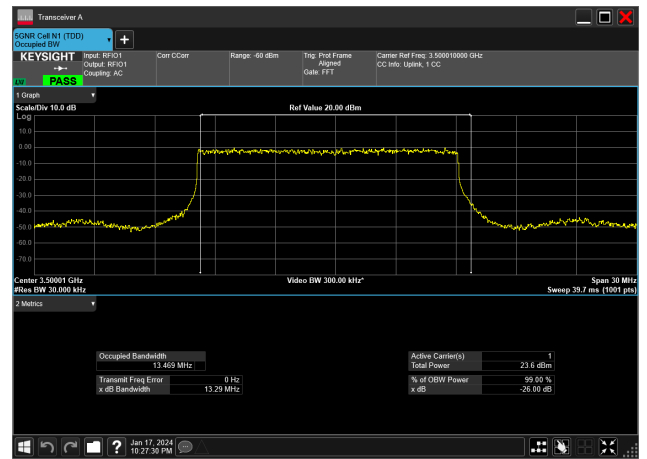 Transceiver A
5GNR Cell N1 (TDD)
Occupied BW
KEYSIGHT
LW PASS
Input: RFIO1
Output: RFIO1
Coupling: AC
Corr CCorr
Range: -60 dBm
Trig: Prot Frame
Aligned
Gate: FFT
Carrier Ref Freq: 3.500010000 GHz
CC Info: Uplink, 1 CC
1 Graph
Scale/Div 10.0 dB
Ref Value 20.00 dBm
Log
10.0
0.00
-10.0
-20.0
-30.0
-40.0
-50.0
-60.0
-70.0
Center 3.50001 GHz
Video BW 300.00 kHz*
Span 30 MHz
#Res BW 30.000 kHz
Sweep 39.7 ms (1001 pts)
2 Metrics
Occupied Bandwidth
13.469 MHz
Active Carrier(s) 1
Total Power 23.6 dBm
Transmit Freq Error 0 Hz
x dB Bandwidth 13.29 MHz
% of OBW Power 99.00 %
x dB -26.00 dB
?
Jan 17, 2024
10:27:30 PM